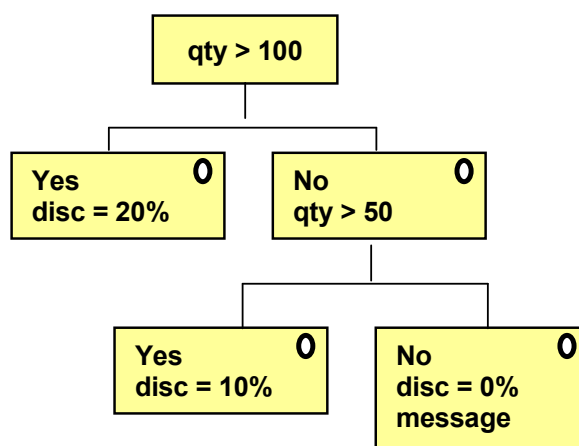 qty > 100
Yes
disc = 20%
No
qty > 50
Yes
disc = 10%
No
disc = 0%
message